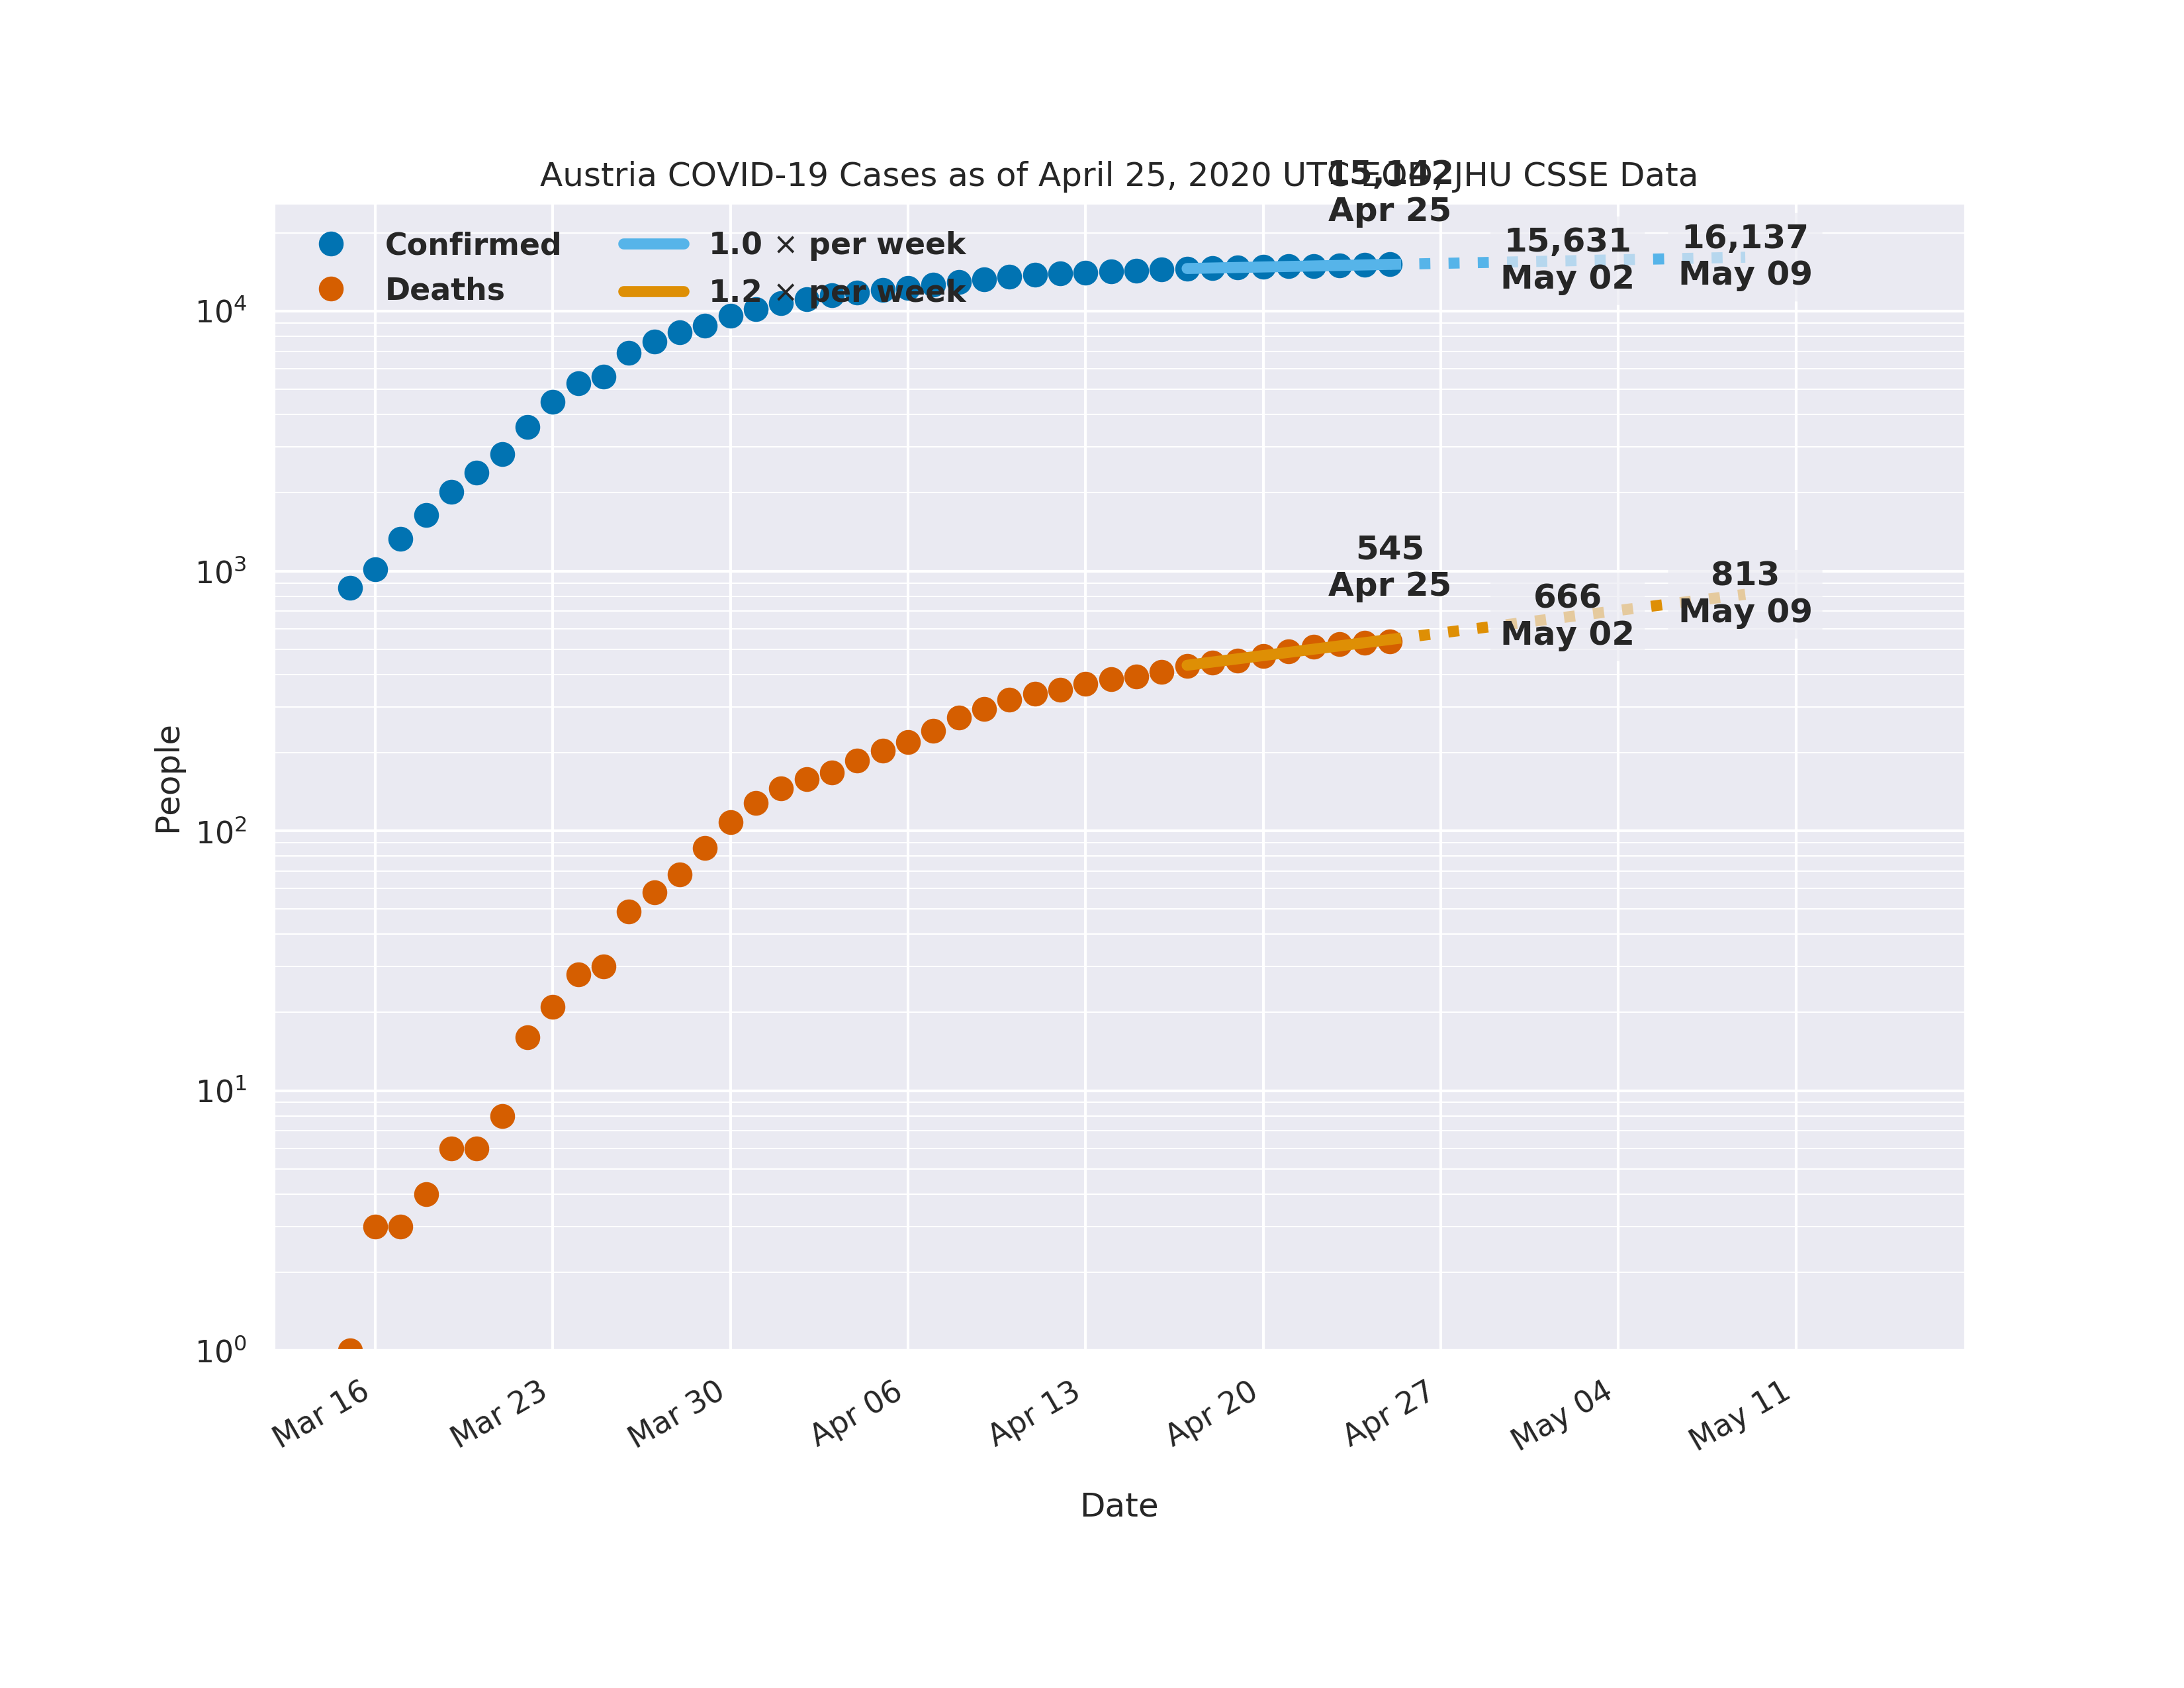 Austria COVID-19 Cases as of April 25, 2020 UTC EOD, JHU CSSE Data
15,142
Apr 25
Confirmed
Deaths
1.0 × per week
1.2 × per week
15,631
May 02
16,137
May 09
545
Apr 25
666
May 02
813
May 09
People
10⁴
10³
10²
10¹
10⁰
Mar 16
Mar 23
Mar 30
Apr 06
Apr 13
Apr 20
Apr 27
May 04
May 11
Date